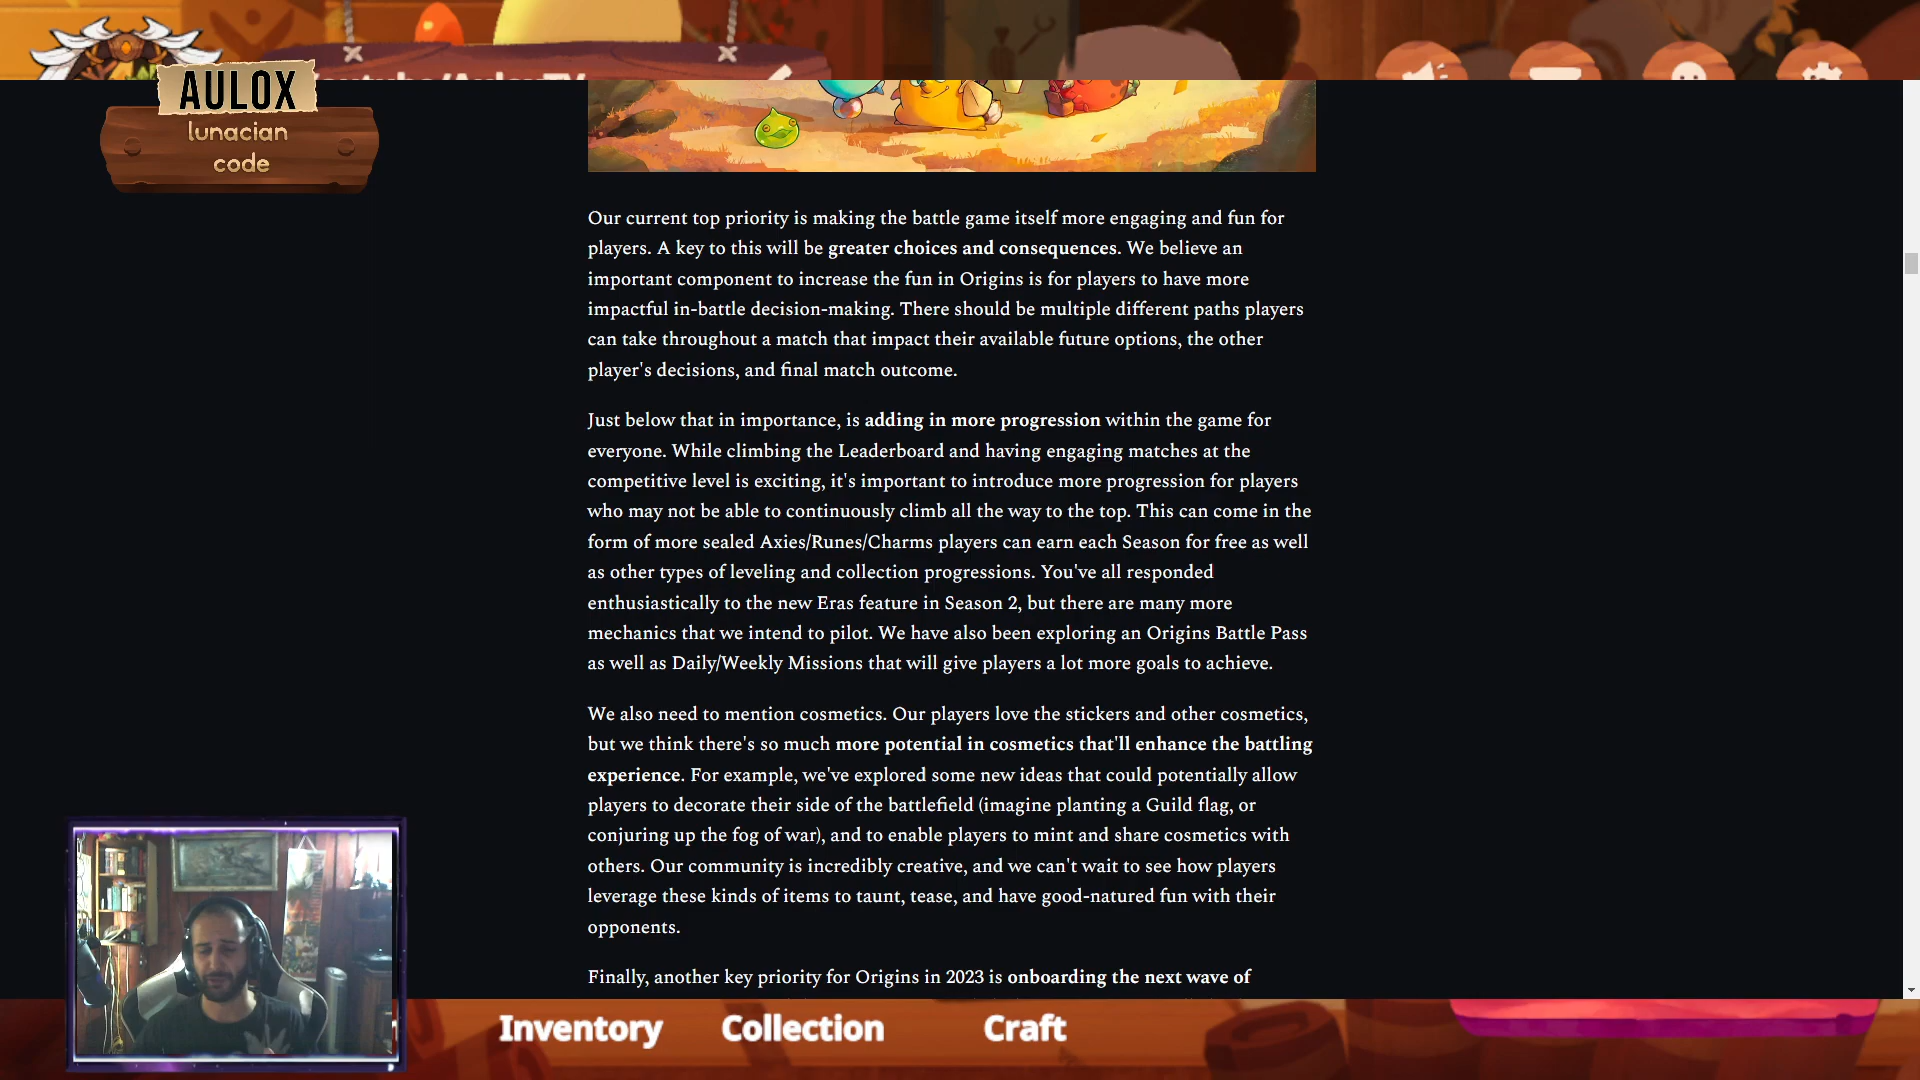 Youtube/AuloxTV
AULOX
lunacian
code
Our current top priority is making the battle game itself more engaging and fun for
players. A key to this will be greater choices and consequences. We believe an
important component to increase the fun in Origins is for players to have more
impactful in-battle decision-making. There should be multiple different paths players
can take throughout a match that impact their available future options, the other
player's decisions, and final match outcome.
Just below that in importance, is adding in more progression within the game for
everyone. While climbing the Leaderboard and having engaging matches at the
competitive level is exciting, it's important to introduce more progression for players
who may not be able to continuously climb all the way to the top. This can come in the
form of more sealed Axies/Runes/Charms players can earn each Season for free as well
as other types of leveling and collection progressions. You've all responded
enthusiastically to the new Eras feature in Season 2, but there are many more
mechanics that we intend to pilot. We have also been exploring an Origins Battle Pass
as well as Daily/Weekly Missions that will give players a lot more goals to achieve.
We also need to mention cosmetics. Our players love the stickers and other cosmetics,
but we think there's so much more potential in cosmetics that'll enhance the battling
experience. For example, we've explored some new ideas that could potentially allow
players to decorate their side of the battlefield (imagine planting a Guild flag, or
conjuring up the fog of war), and to enable players to mint and share cosmetics with
others. Our community is incredibly creative, and we can't wait to see how players
leverage these kinds of items to taunt, tease, and have good-natured fun with their
opponents.
Finally, another key priority for Origins in 2023 is onboarding the next wave of
Inventory Collection Craft